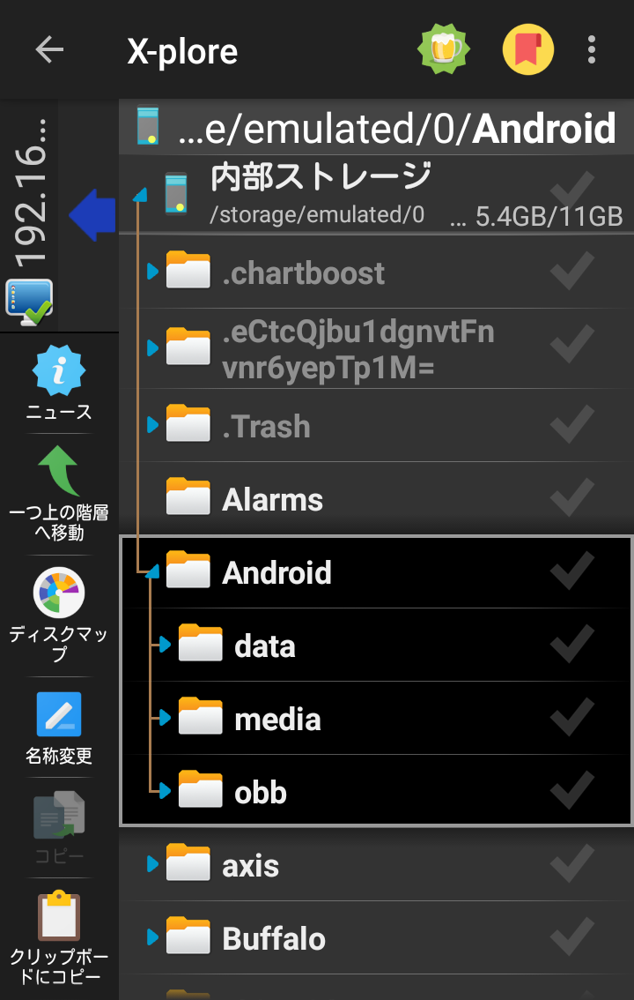 X-plore
192.16…
…e/emulated/0/Android
内部ストレージ
/storage/emulated/0 … 5.4GB/11GB
.chartboost
.eCtcQjbu1dgnvtFn
vnr6yepTp1M=
.Trash
Alarms
Android
data
media
obb
axis
Buffalo
ニュース
一つ上の階層
へ移動
ディスクマッ
プ
名称変更
コピー
クリップボー
ドにコピー